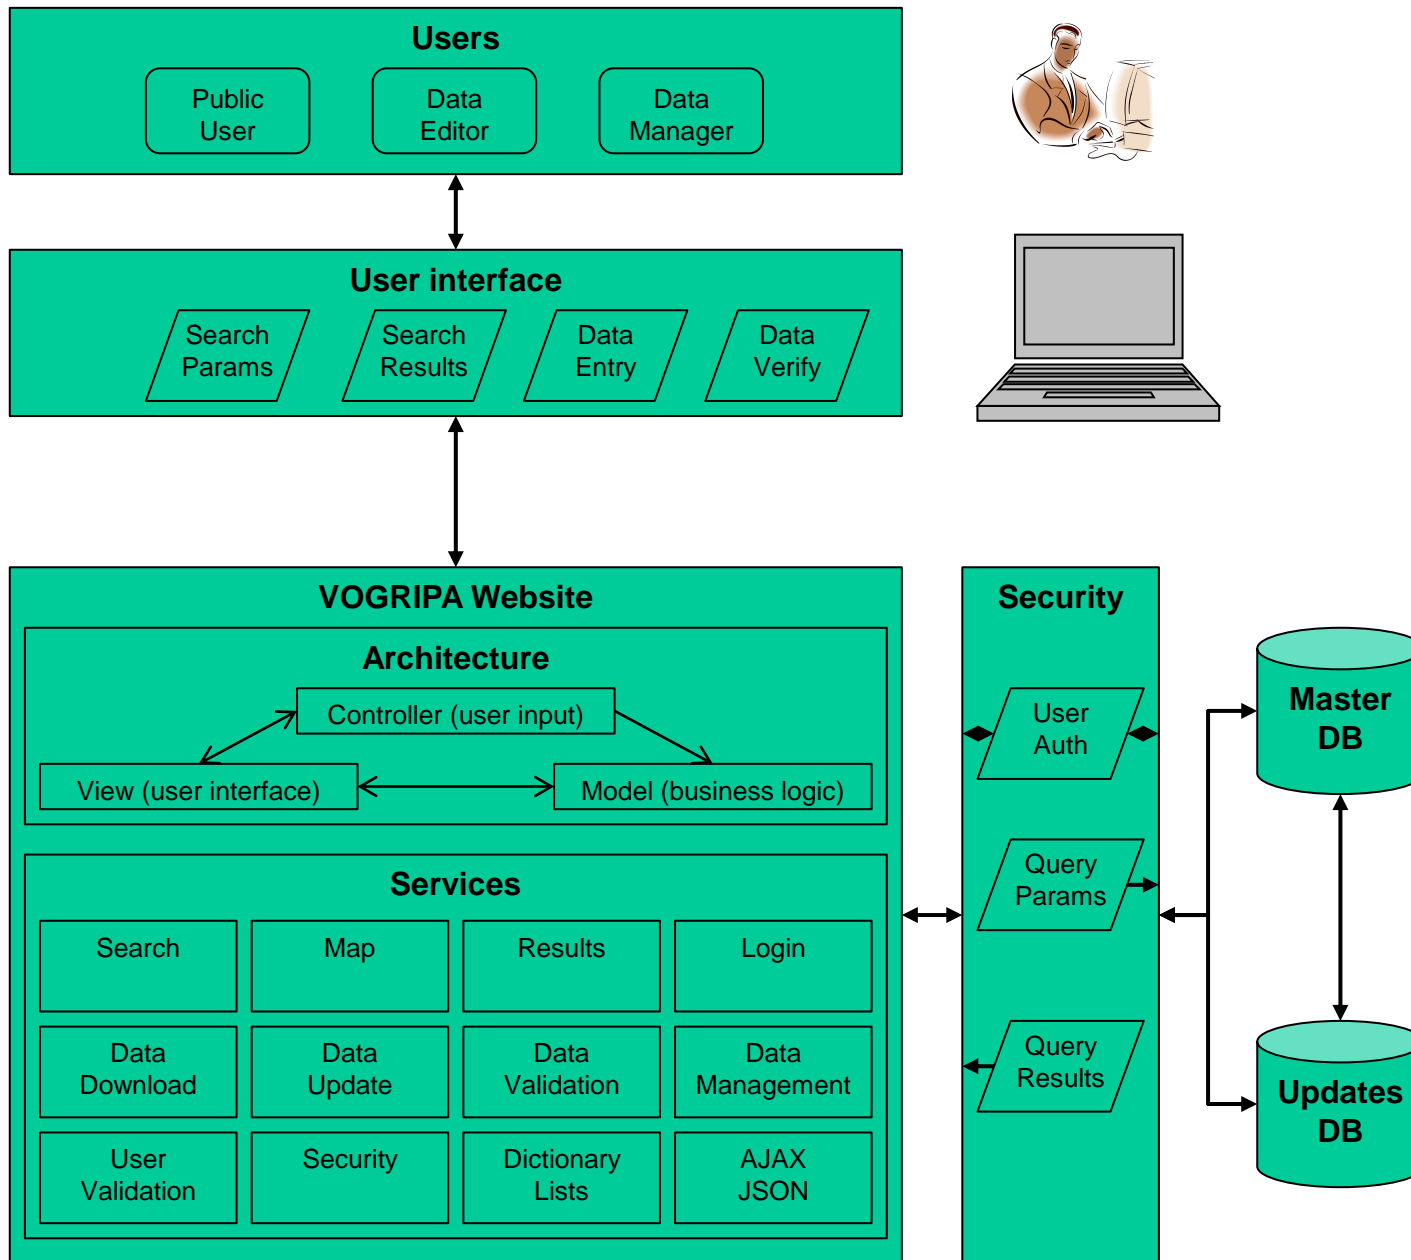 Users
Public
User
Data
Editor
Data
Manager
User interface
Search
Params
Search
Results
Data
Entry
Data
Verify
VOGRIPA Website
Architecture
Controller (user input)
View (user interface)
Model (business logic)
Services
Search
Map
Results
Login
Data
Download
Data
Update
Data
Validation
Data
Management
User
Validation
Security
Dictionary
Lists
AJAX
JSON
Security
User
Auth
Query
Params
Query
Results
Master
DB
Updates
DB